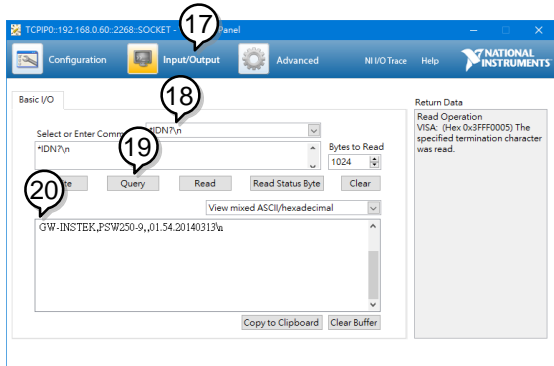 TCPIP0::192.168.0.60::2268::SOCKET - Panel
17
Configuration
Input/Output
Advanced
NI I/O Trace
Help
NATIONAL
INSTRUMENTS
Basic I/O
18
Return Data
Select or Enter
*IDN?\n
*IDN?\n
19
Bytes to Read
1024
Query
Read
Read Status Byte
Clear
20
View mixed ASCII/hexadecimal
GW-INSTEK,PSW250-9,,01.54.20140313\n
Copy to Clipboard
Clear Buffer
Read Operation
VISA: (Hex 0x3FFF0005) The
specified termination character
was read.